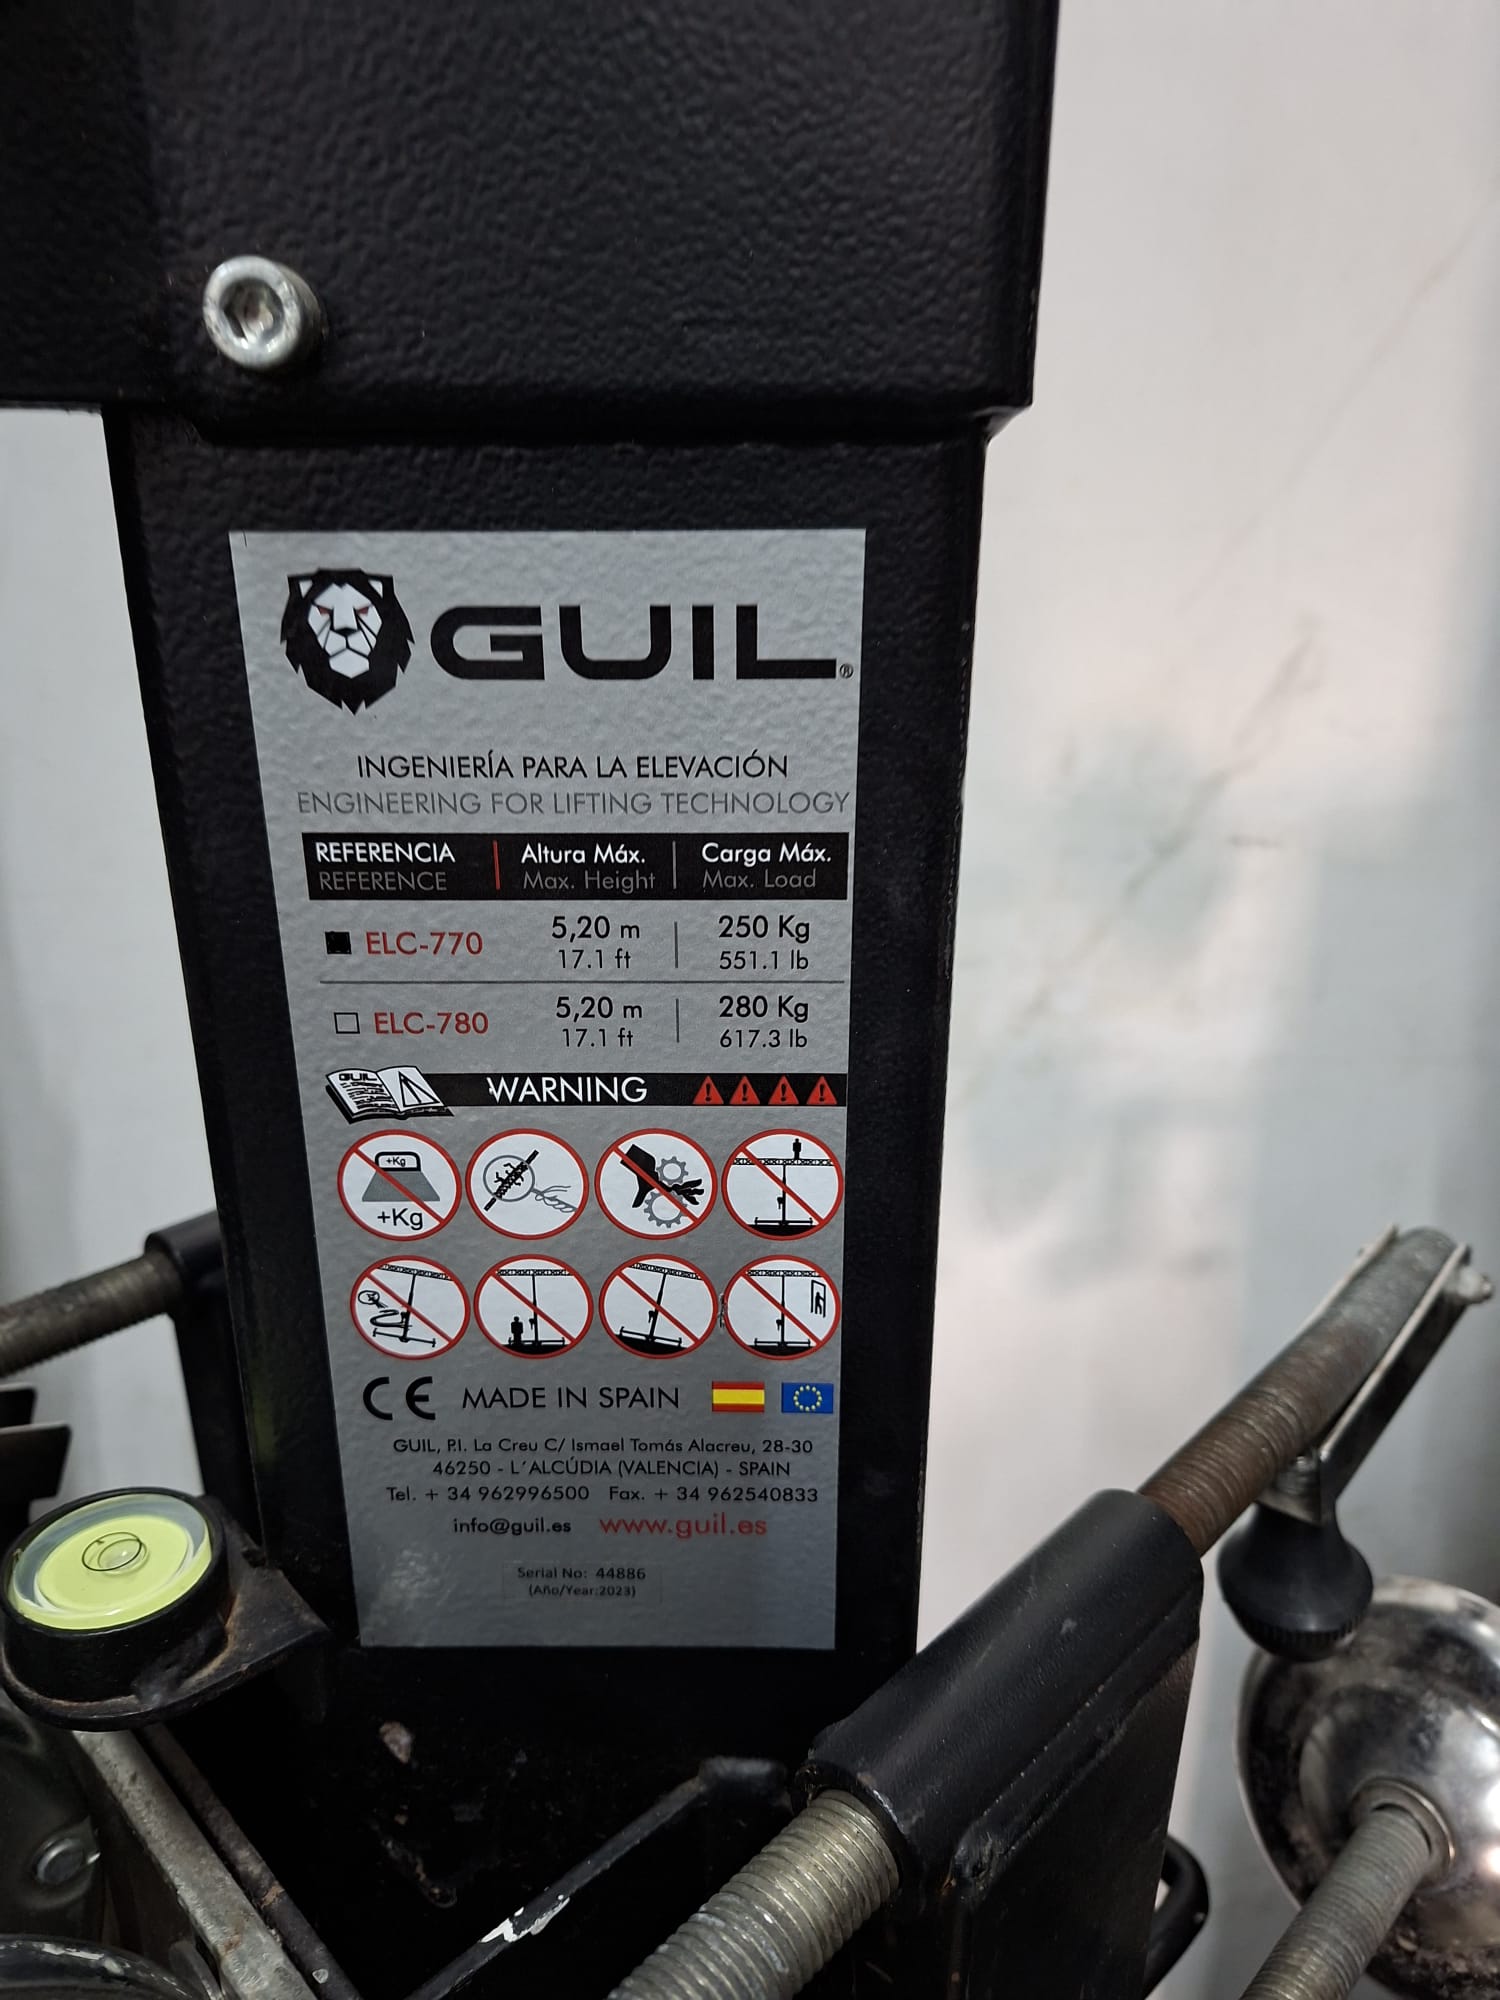 GUIL®
INGENIERÍA PARA LA ELEVACIÓN
ENGINEERING FOR LIFTING TECHNOLOGY
REFERENCIA Altura Máx. Carga Máx.
REFERENCE Max. Height Max. Load
ELC-770 5,20 m 250 Kg
17.1 ft 551.1 lb
ELC-780 5,20 m 280 Kg
17.1 ft 617.3 lb
GUIL WARNING
+Kg
+Kg
CE MADE IN SPAIN
GUIL, P.I. La Creu C/ Ismael Tomás Alacreu, 28-30
46250 - L´ALCÚDIA (VALENCIA) - SPAIN
Tel. + 34 962996500 Fax. + 34 962540833
info@guil.es www.guil.es
Serial No: 44886
(Año/Year:2023)